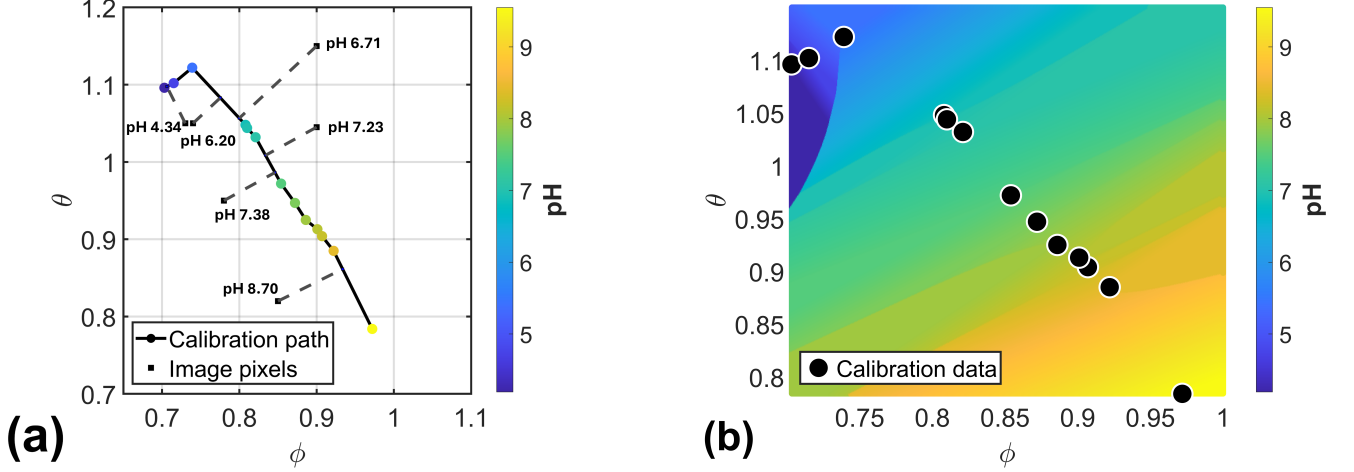 1.2
1.1
1
0.9
0.8
0.7
θ
0.7 0.8 0.9 1 1.1
ϕ
pH 6.71
pH 4.34
pH 6.20
pH 7.23
pH 7.38
pH 8.70
Calibration path
Image pixels
9
8
7
6
5
pH
(a)
1.1
1.05
1
0.95
0.9
0.85
0.8
θ
0.75 0.8 0.85 0.9 0.95 1
ϕ
Calibration data
9
8
7
6
5
pH
(b)